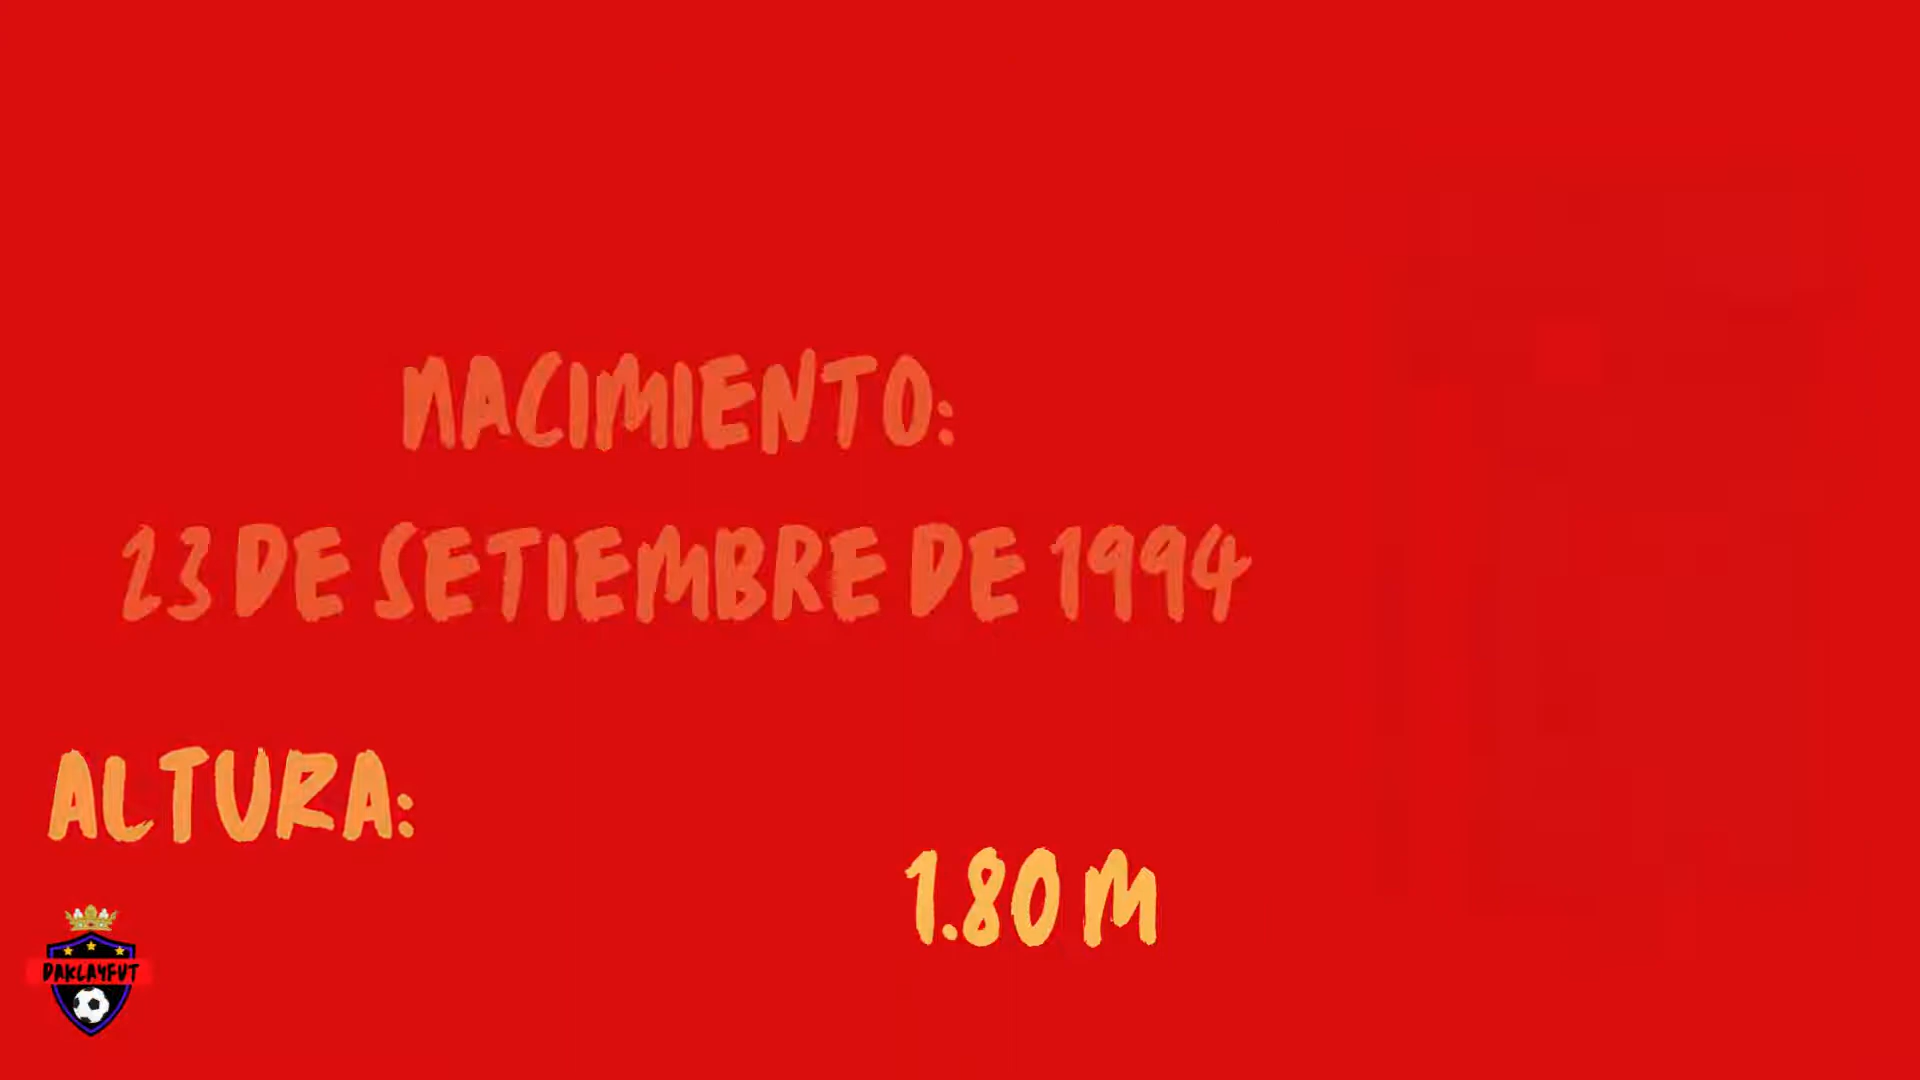 NACIMIENTO:
23 DE SETIEMBRE DE 1994
ALTURA:
1.80 M
DAKLAYFUT